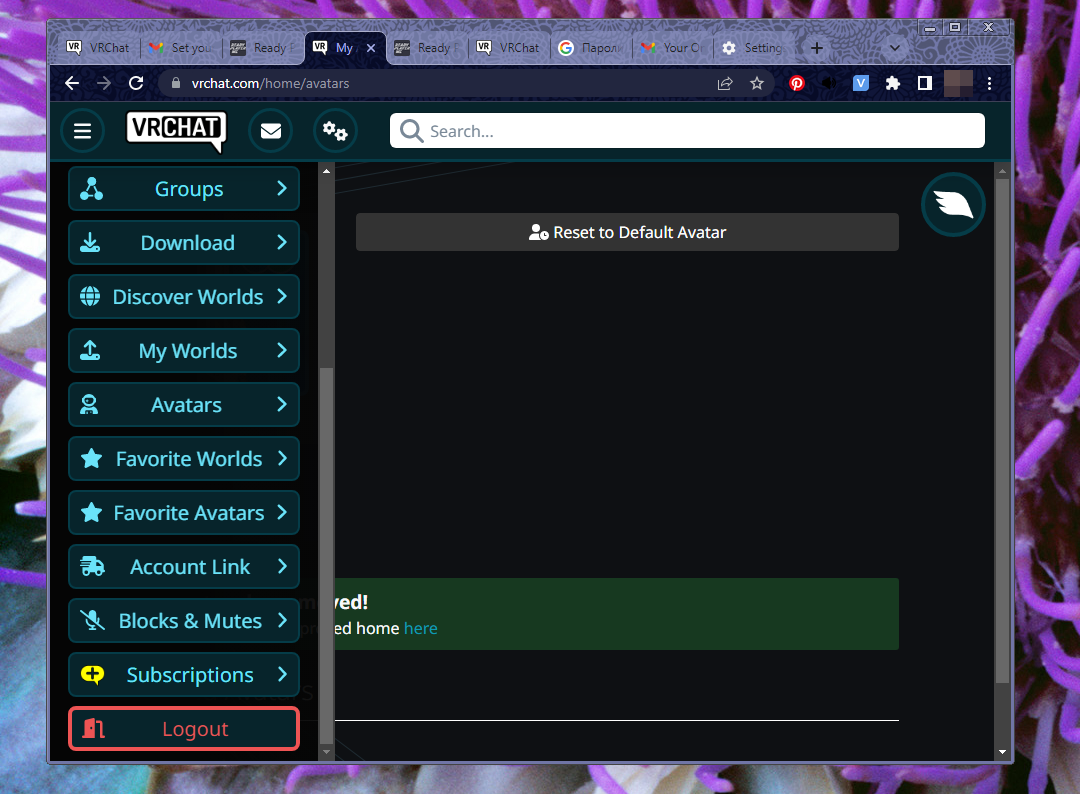 VRChat
Set you
Ready P
My
Ready
VRChat
Парол
Your O
Setting
vrchat.com/home/avatars
VRCHAT
Search...
Groups
Download
Discover Worlds
My Worlds
Avatars
Favorite Worlds
Favorite Avatars
Account Link
Blocks & Mutes
Subscriptions
Logout
Reset to Default Avatar
ved!
ed home here